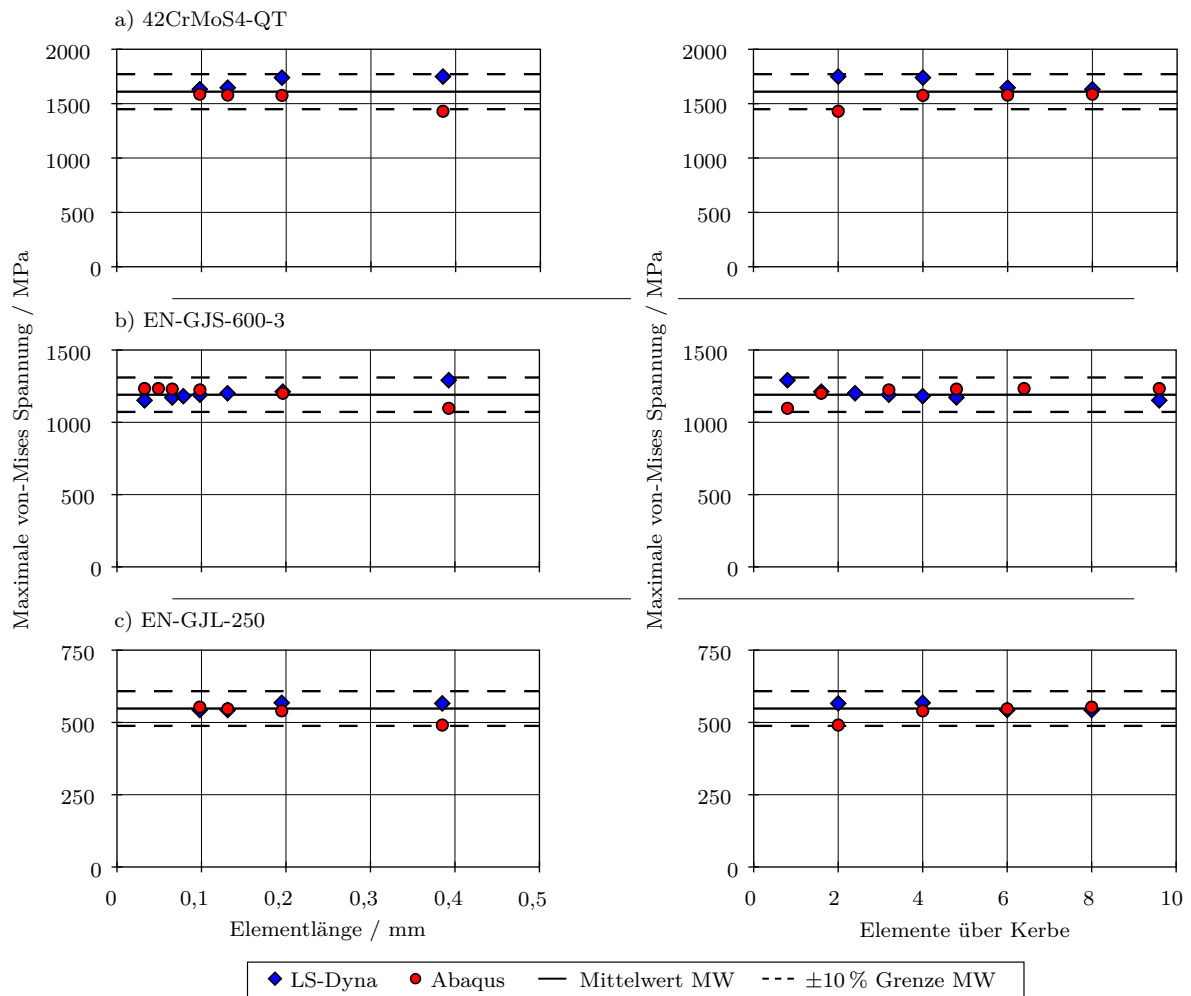 a) 42CrMoS4-QT
2000
1500
1000
500
0
2000
1500
1000
500
0
Maximale von-Mises Spannung / MPa
Maximale von-Mises Spannung / MPa
b) EN-GJS-600-3
1500
1000
500
0
1500
1000
500
0
c) EN-GJL-250
750
500
250
0
750
500
250
0
0 0,1 0,2 0,3 0,4 0,5
Elementlänge / mm
0 2 4 6 8 10
Elemente über Kerbe
LS-Dyna Abaqus Mittelwert MW ±10 % Grenze MW